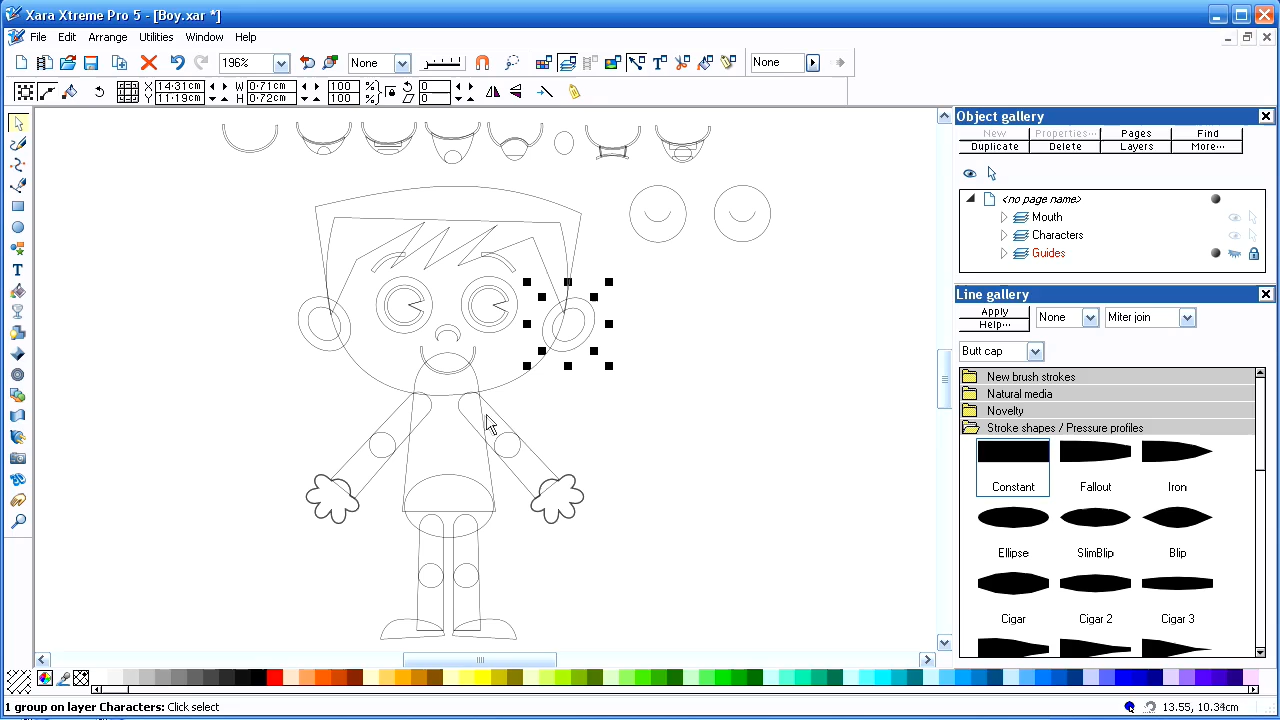 Xara Xtreme Pro 5 - [Boy.xar *]
File Edit Arrange Utilities Window Help
196% None None
X 14.31cm W 0.71cm 100 % 0
Y 11.19cm H 0.72cm 100 % 0
Object gallery
New Properties... Pages Find
Duplicate Delete Layers More...
<no page name>
Mouth
Characters
Guides
Line gallery
Apply None Miter join
Help...
Butt cap
New brush strokes
Natural media
Novelty
Stroke shapes / Pressure profiles
Constant Fallout Iron
Ellipse SlimBlip Blip
Cigar Cigar 2 Cigar 3
1 group on layer Characters: Click select 13.55, 10.34cm